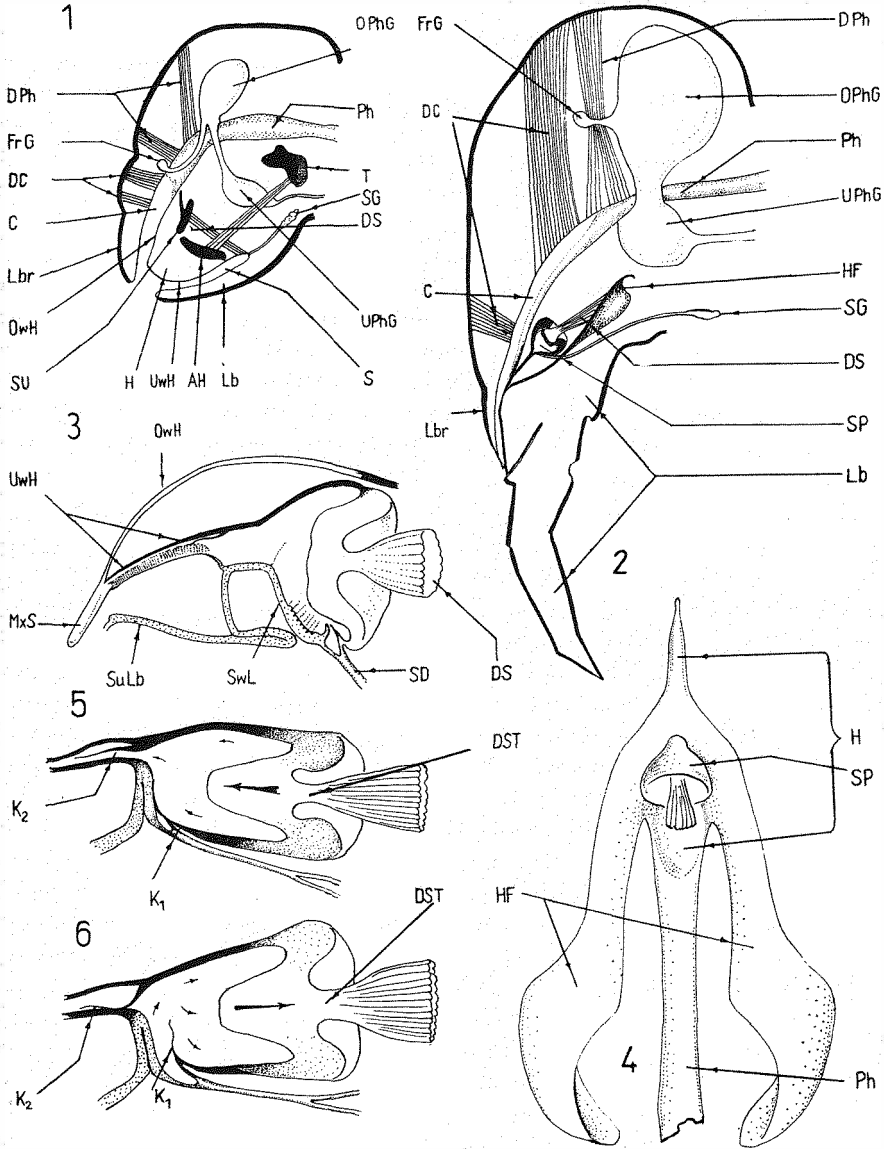 1
OPhG
DPh
Ph
FrG
DC
T
C
SG
DS
Lbr
OwH
SU
H
UwH
AH
Lb
UPhG
S
2
FrG
DPh
DC
OPhG
Ph
UPhG
C
HF
SG
DS
Lbr
SP
Lb
3
OwH
UwH
MxS
SuLb
SwL
SD
DS
5
DST
K2
K1
6
DST
K2
K1
4
H
SP
HF
Ph